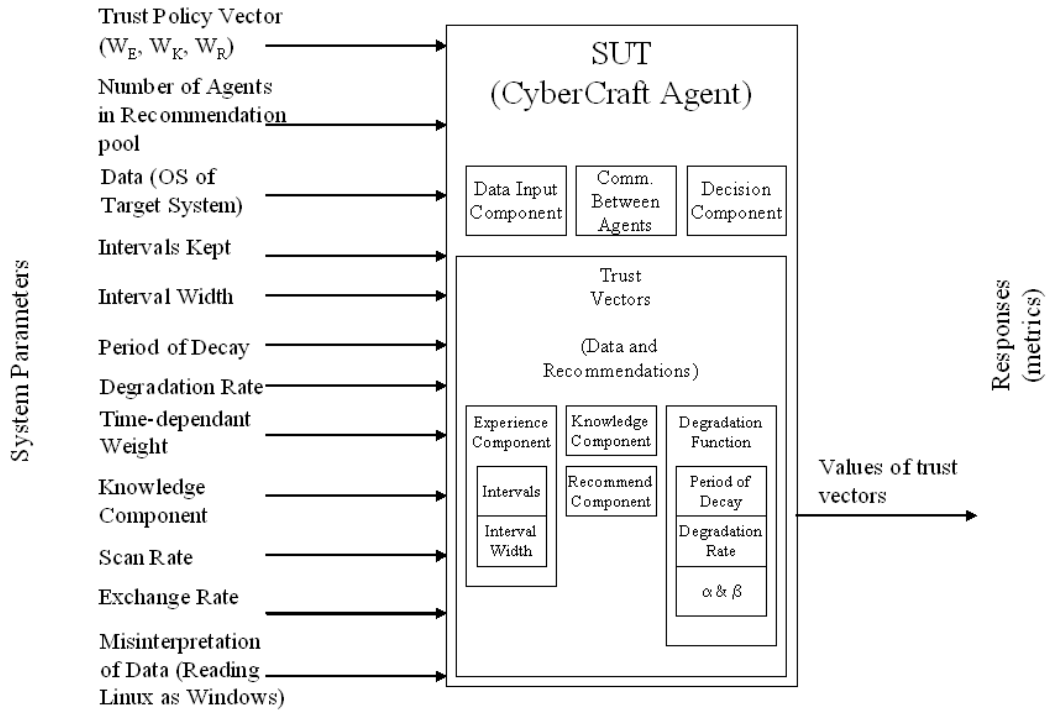 Trust Policy Vector
(W_E, W_K, W_R)
Number of Agents
in Recommendation
pool
Data (OS of
Target System)
Intervals Kept
Interval Width
Period of Decay
Degradation Rate
Time-dependant
Weight
Knowledge
Component
Scan Rate
Exchange Rate
Misinterpretation
of Data (Reading
Linux as Windows)
System Parameters
SUT
(CyberCraft Agent)
Data Input
Component
Comm.
Between
Agents
Decision
Component
Trust
Vectors
(Data and
Recommendations)
Experience
Component
Intervals
Interval
Width
Knowledge
Component
Recommend
Component
Degradation
Function
Period of
Decay
Degradation
Rate
α & β
Values of trust
vectors
Responses
(metrics)